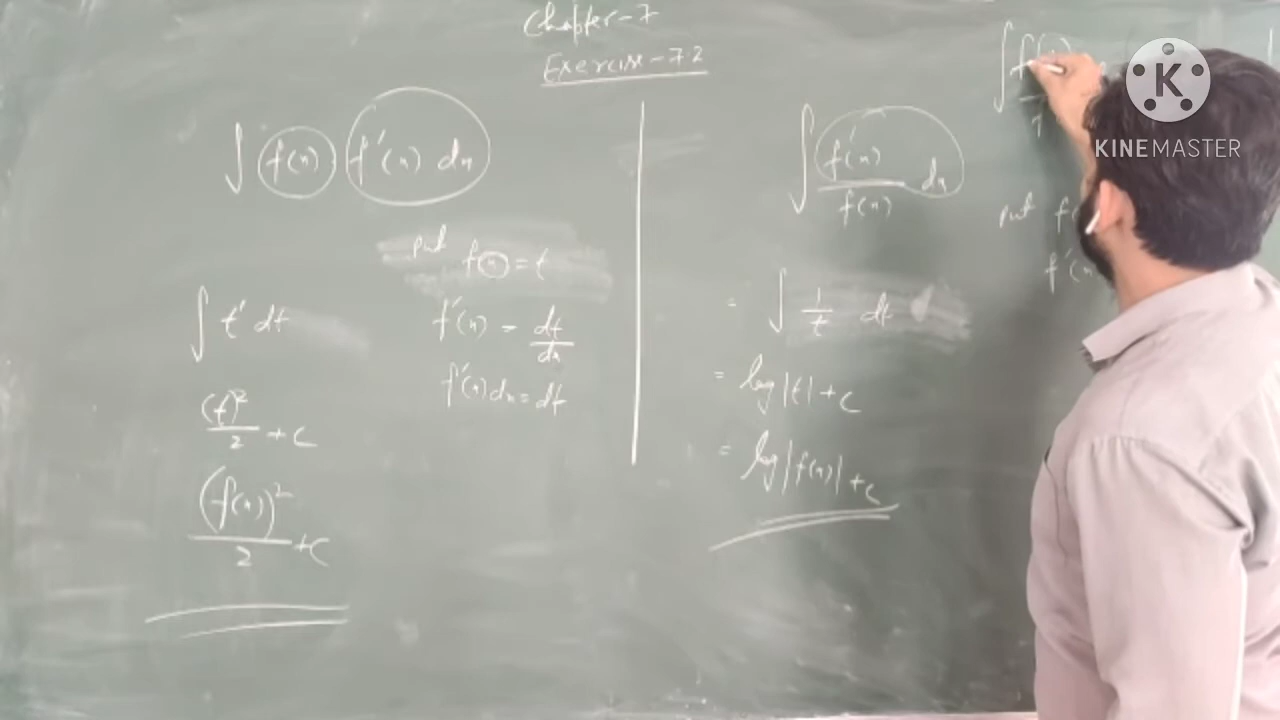 Chapter-7
Exercise-7.2
∫ f(x) f'(x) dx
put f(x) = t
f'(x) = dt/dx
f'(x) dx = dt
∫ t' dt
(t)²/2 + c
(f(x))²/2 + c
∫ f'(x)/f(x) dx
= ∫ 1/t dt
= log|t| + c
= log|f(x)| + c
put
f'(x
KINEMASTER